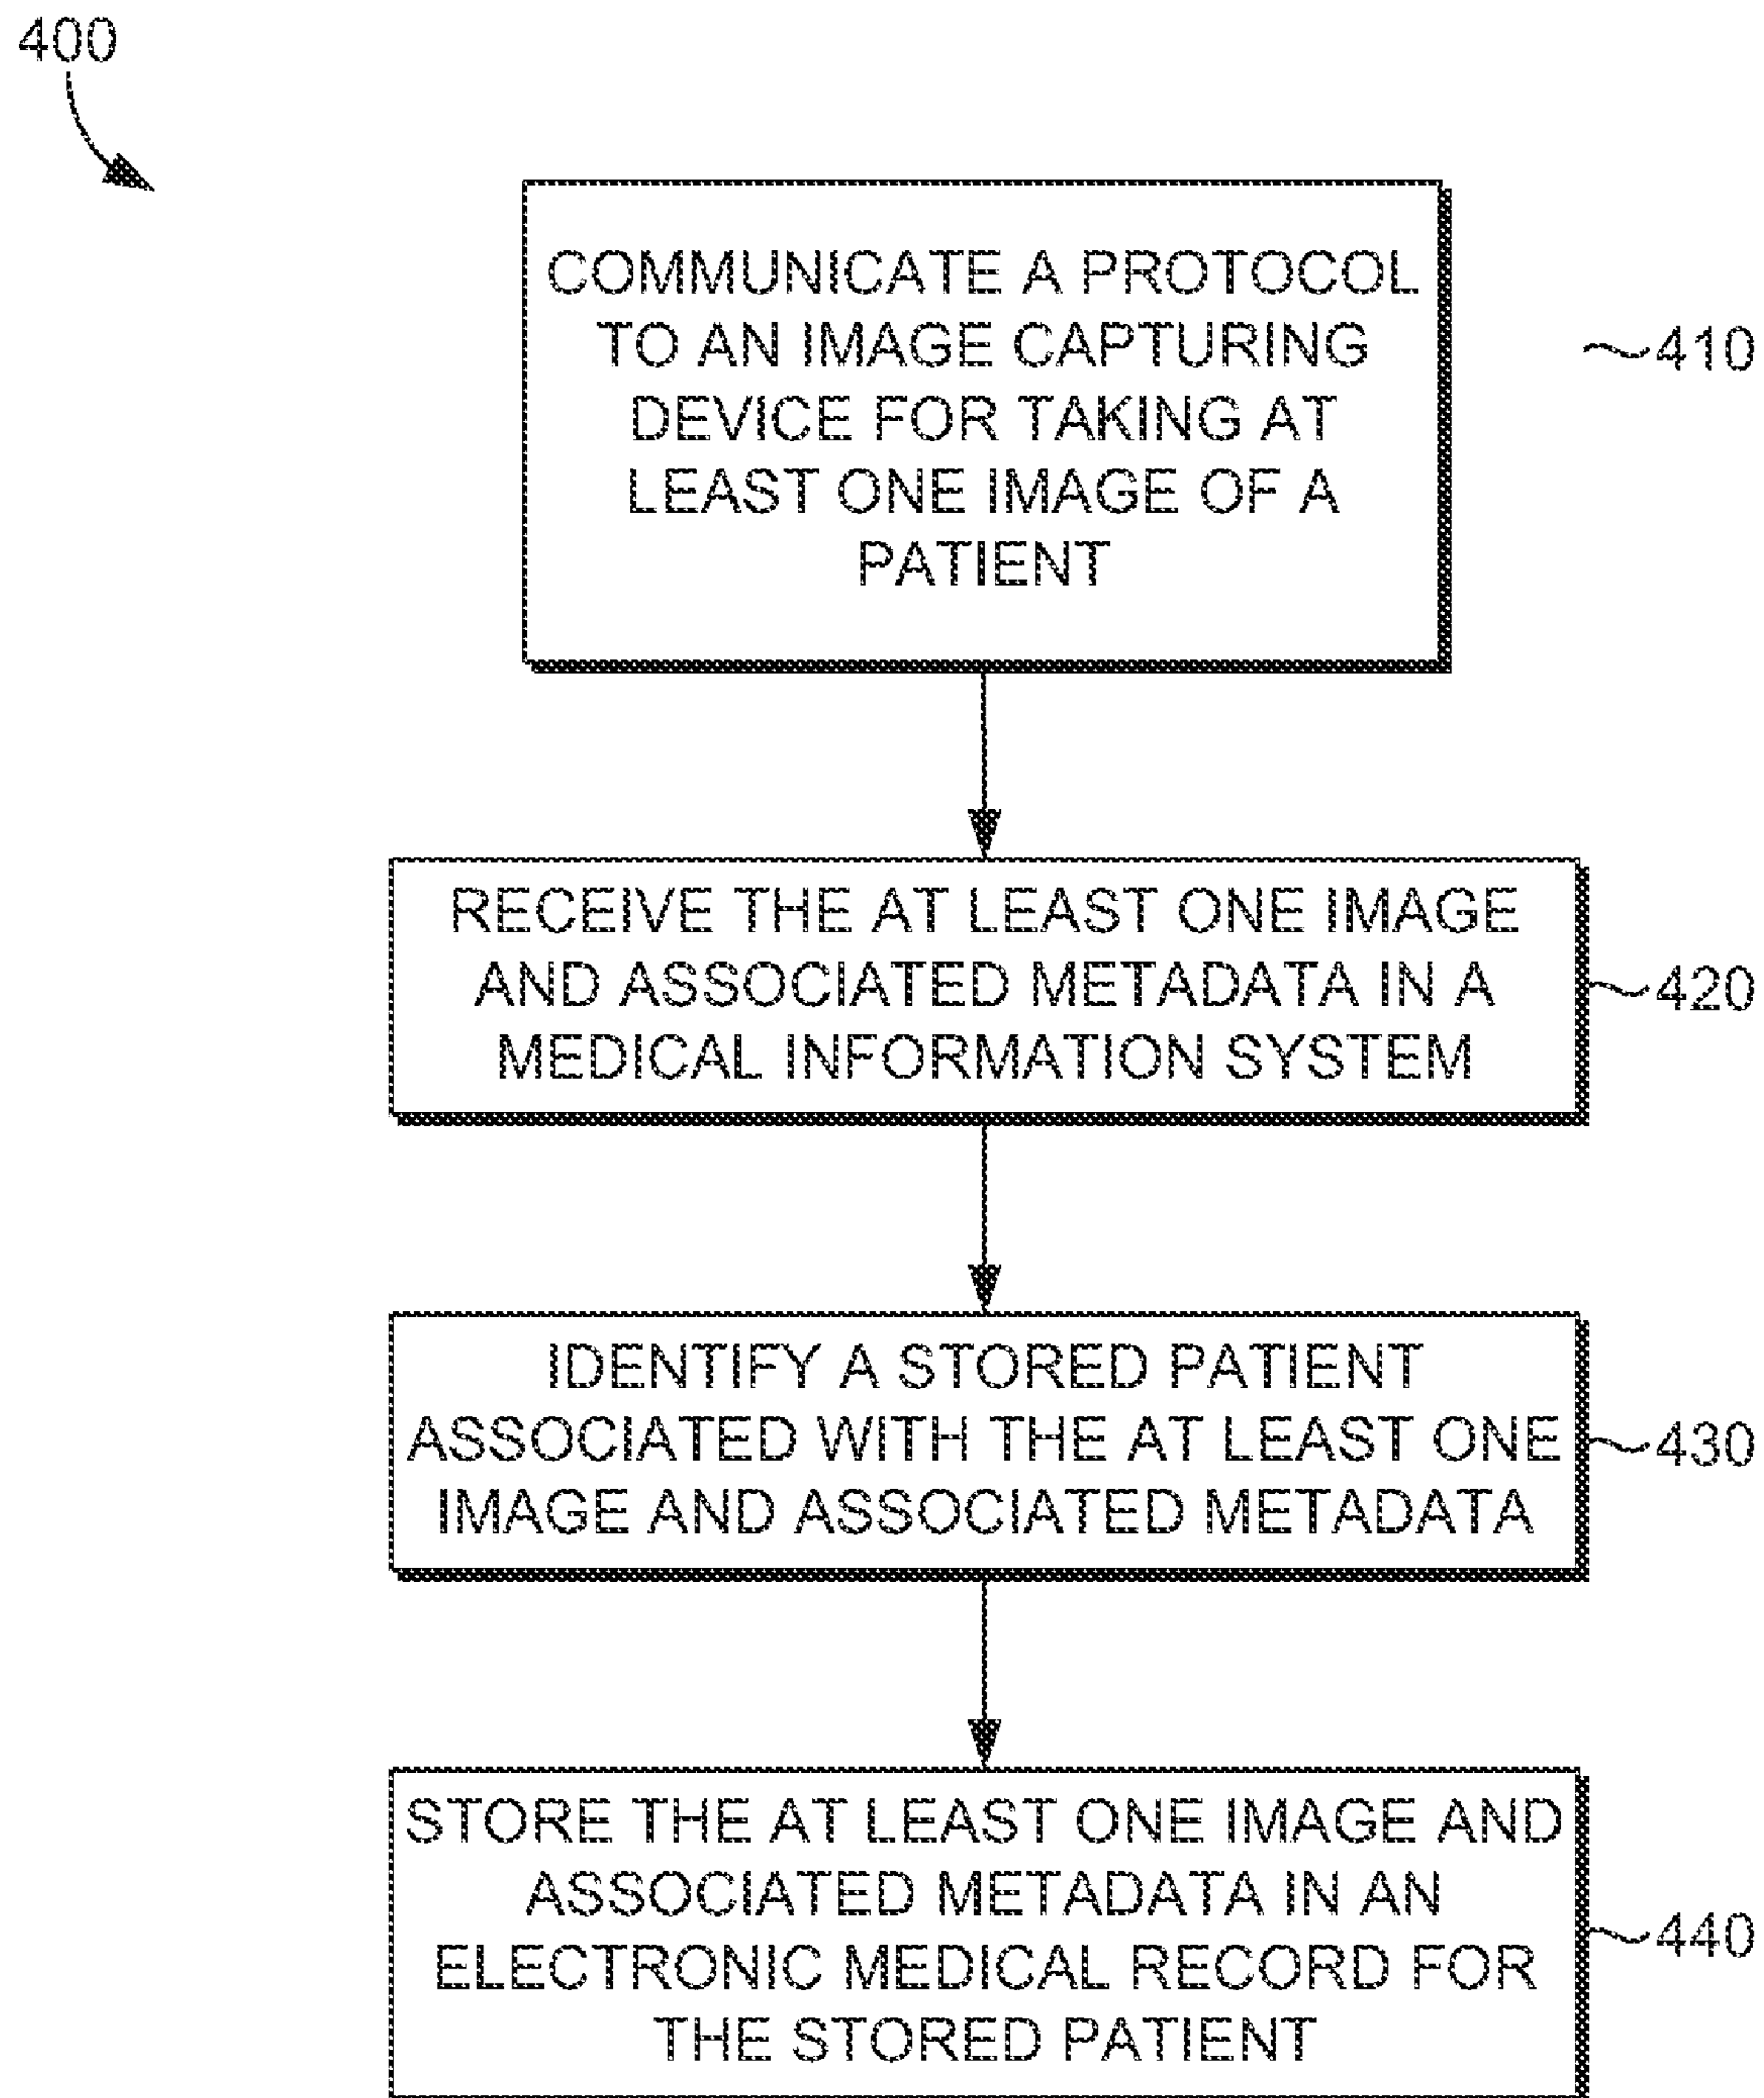 400
COMMUNICATE A PROTOCOL
TO AN IMAGE CAPTURING
DEVICE FOR TAKING AT
LEAST ONE IMAGE OF A
PATIENT
410
RECEIVE THE AT LEAST ONE IMAGE
AND ASSOCIATED METADATA IN A
MEDICAL INFORMATION SYSTEM
420
IDENTIFY A STORED PATIENT
ASSOCIATED WITH THE AT LEAST ONE
IMAGE AND ASSOCIATED METADATA
430
STORE THE AT LEAST ONE IMAGE AND
ASSOCIATED METADATA IN AN
ELECTRONIC MEDICAL RECORD FOR
THE STORED PATIENT
440